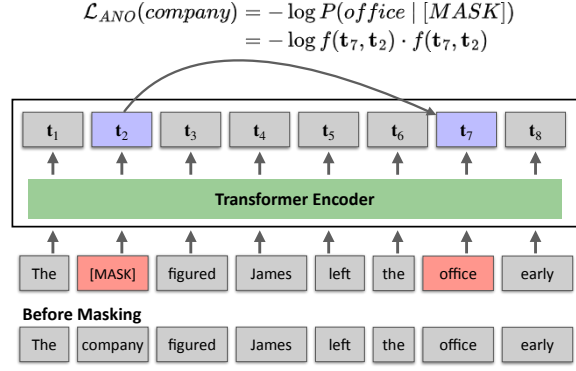 ℒ_ANO(company) = − log P(office | [MASK])
= − log f(t₇, t₂) · f(t₇, t₂)
t₁ t₂ t₃ t₄ t₅ t₆ t₇ t₈
Transformer Encoder
The [MASK] figured James left the office early
Before Masking
The company figured James left the office early